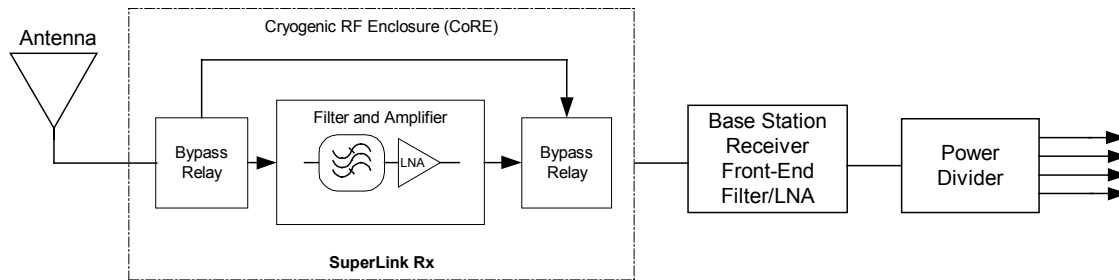 Antenna
Cryogenic RF Enclosure (CoRE)
Bypass
Relay
Filter and Amplifier
LNA
Bypass
Relay
SuperLink Rx
Base Station
Receiver
Front-End
Filter/LNA
Power
Divider